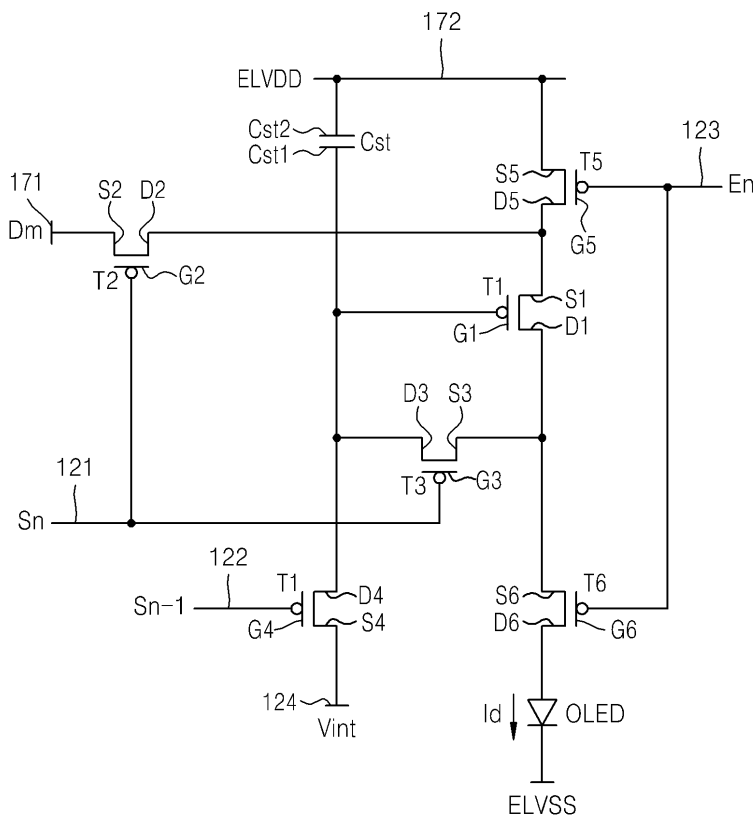 172
ELVDD
Cst2
Cst1
Cst
T5
123
171
S2
D2
S5
D5
En
Dm
G5
T2
G2
T1
S1
G1
D1
D3
S3
121
T3
G3
Sn
122
T1
D4
S6
T6
Sn-1
G4
S4
D6
G6
124
Vint
Id
OLED
ELVSS